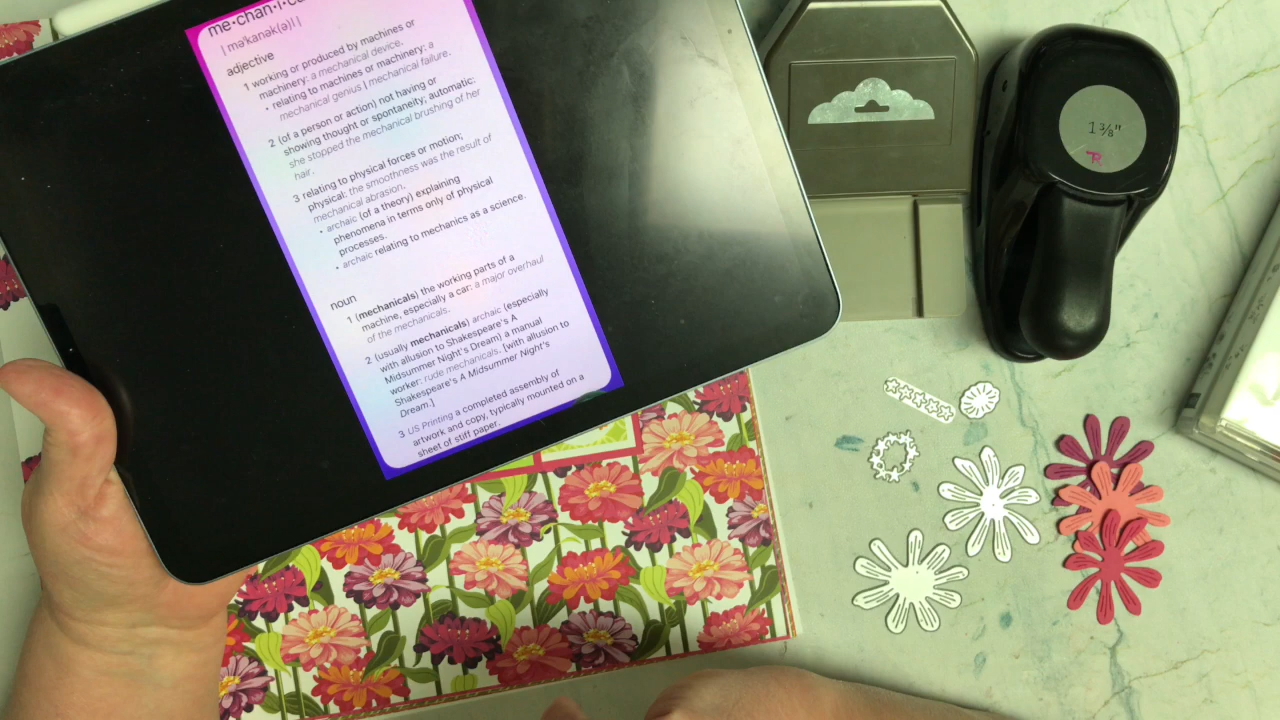 me·chan·i·ca
| məˈkanək(ə)l |
adjective
1 working or produced by machines or
machinery: a mechanical device.
• relating to machines or machinery: a
mechanical genius | mechanical failure.
2 (of a person or action) not having or
showing thought or spontaneity; automatic:
she stopped the mechanical brushing of her
hair.
3 relating to physical forces or motion;
physical: the smoothness was the result of
mechanical abrasion.
• archaic (of a theory) explaining
phenomena in terms only of physical
processes.
• archaic relating to mechanics as a science.
noun
1 (mechanicals) the working parts of a
machine, especially a car: a major overhaul
of the mechanicals.
2 (usually mechanicals) archaic (especially
with allusion to Shakespeare's A
Midsummer Night's Dream) a manual
worker: rude mechanicals. [with allusion to
Shakespeare's A Midsummer Night's
Dream.]
3 US Printing a completed assembly of
artwork and copy, typically mounted on a
sheet of stiff paper.
1 3/8"
R